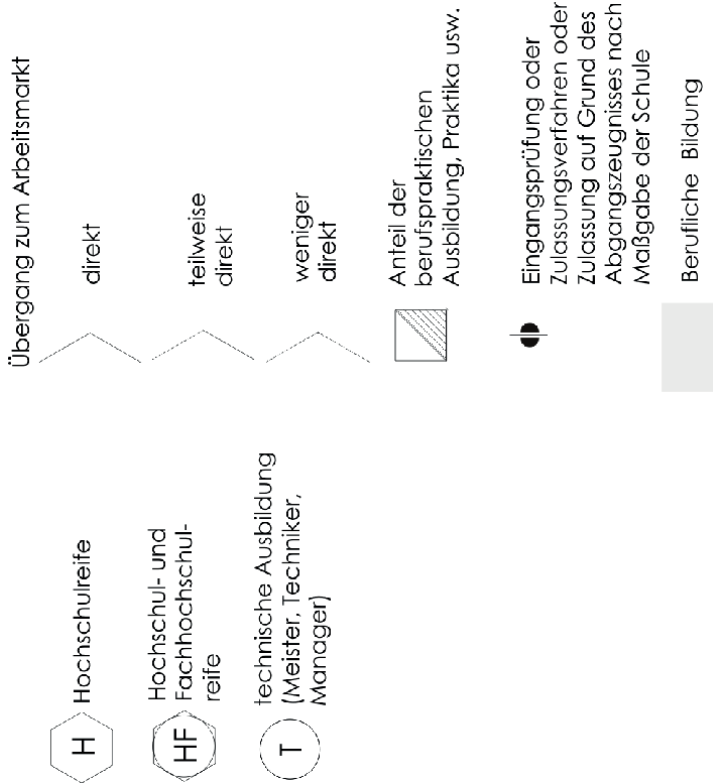 H
Hochschulreife
HF
Hochschul- und
Fachhochschul-
reife
T
technische Ausbildung
(Meister, Techniker,
Manager)
Übergang zum Arbeitsmarkt
direkt
teilweise
direkt
weniger
direkt
Anteil der
berufspraktischen
Ausbildung, Praktika usw.
Eingangsprüfung oder
Zulassungsverfahren oder
Zulassung auf Grund des
Abgangszeugnisses nach
Maßgabe der Schule
Berufliche Bildung